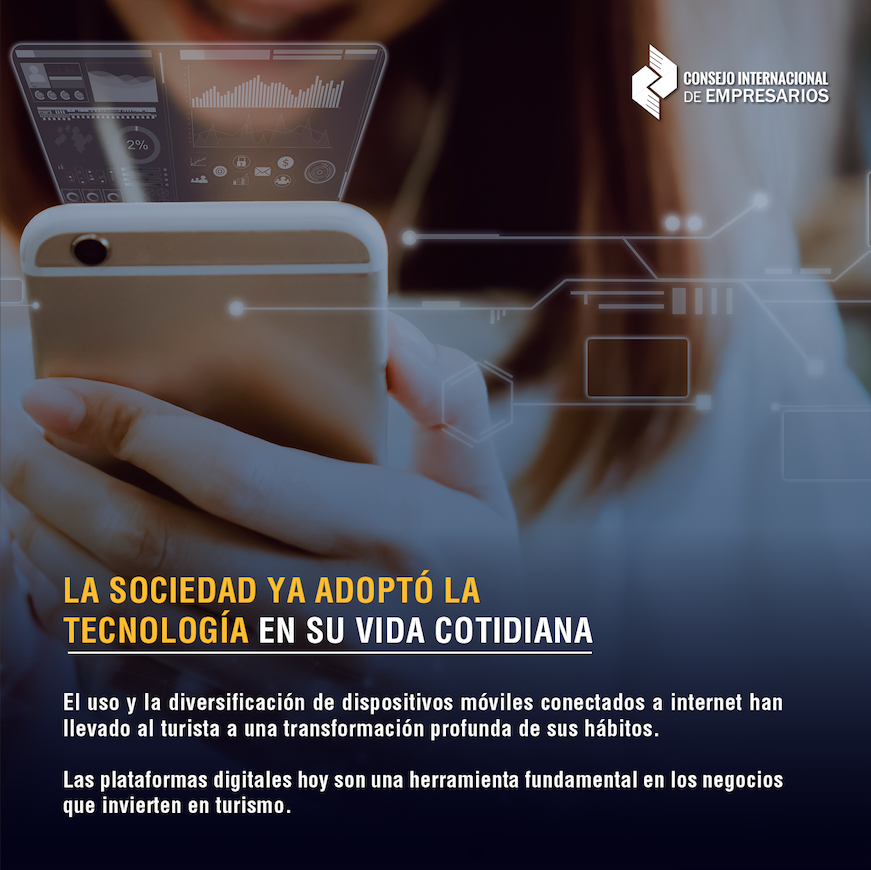 CONSEJO INTERNACIONAL
DE EMPRESARIOS
2%
$
LA SOCIEDAD YA ADOPTÓ LA
TECNOLOGÍA EN SU VIDA COTIDIANA
El uso y la diversificación de dispositivos móviles conectados a internet han
llevado al turista a una transformación profunda de sus hábitos.
Las plataformas digitales hoy son una herramienta fundamental en los negocios
que invierten en turismo.